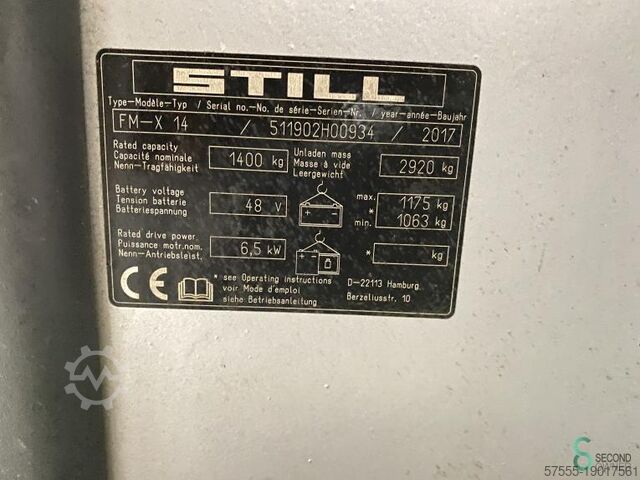 STILL
Type-Modèle-Typ / Serial no.-No. de série-Serien-Nr. / year-année-Baujahr
FM-X 14 / 511902H00934 / 2017
Rated capacity
Capacité nominale
Nenn-Tragfähigkeit
1400 kg
Unladen mass
Masse à vide
Leergewicht
2920 kg
Battery voltage
Tension batterie
Batteriespannung
48 V
max. 1175 kg
*
min. 1063 kg
Rated drive power
Puissance motr.nom.
Nenn-Antriebsleist.
6,5 kW
* kg
CE
* see Operating instructions
voir Mode d'emploi
siehe Betriebsanleitung
D-22113 Hamburg
Berzeliusstr. 10
SECOND
57555-19017561